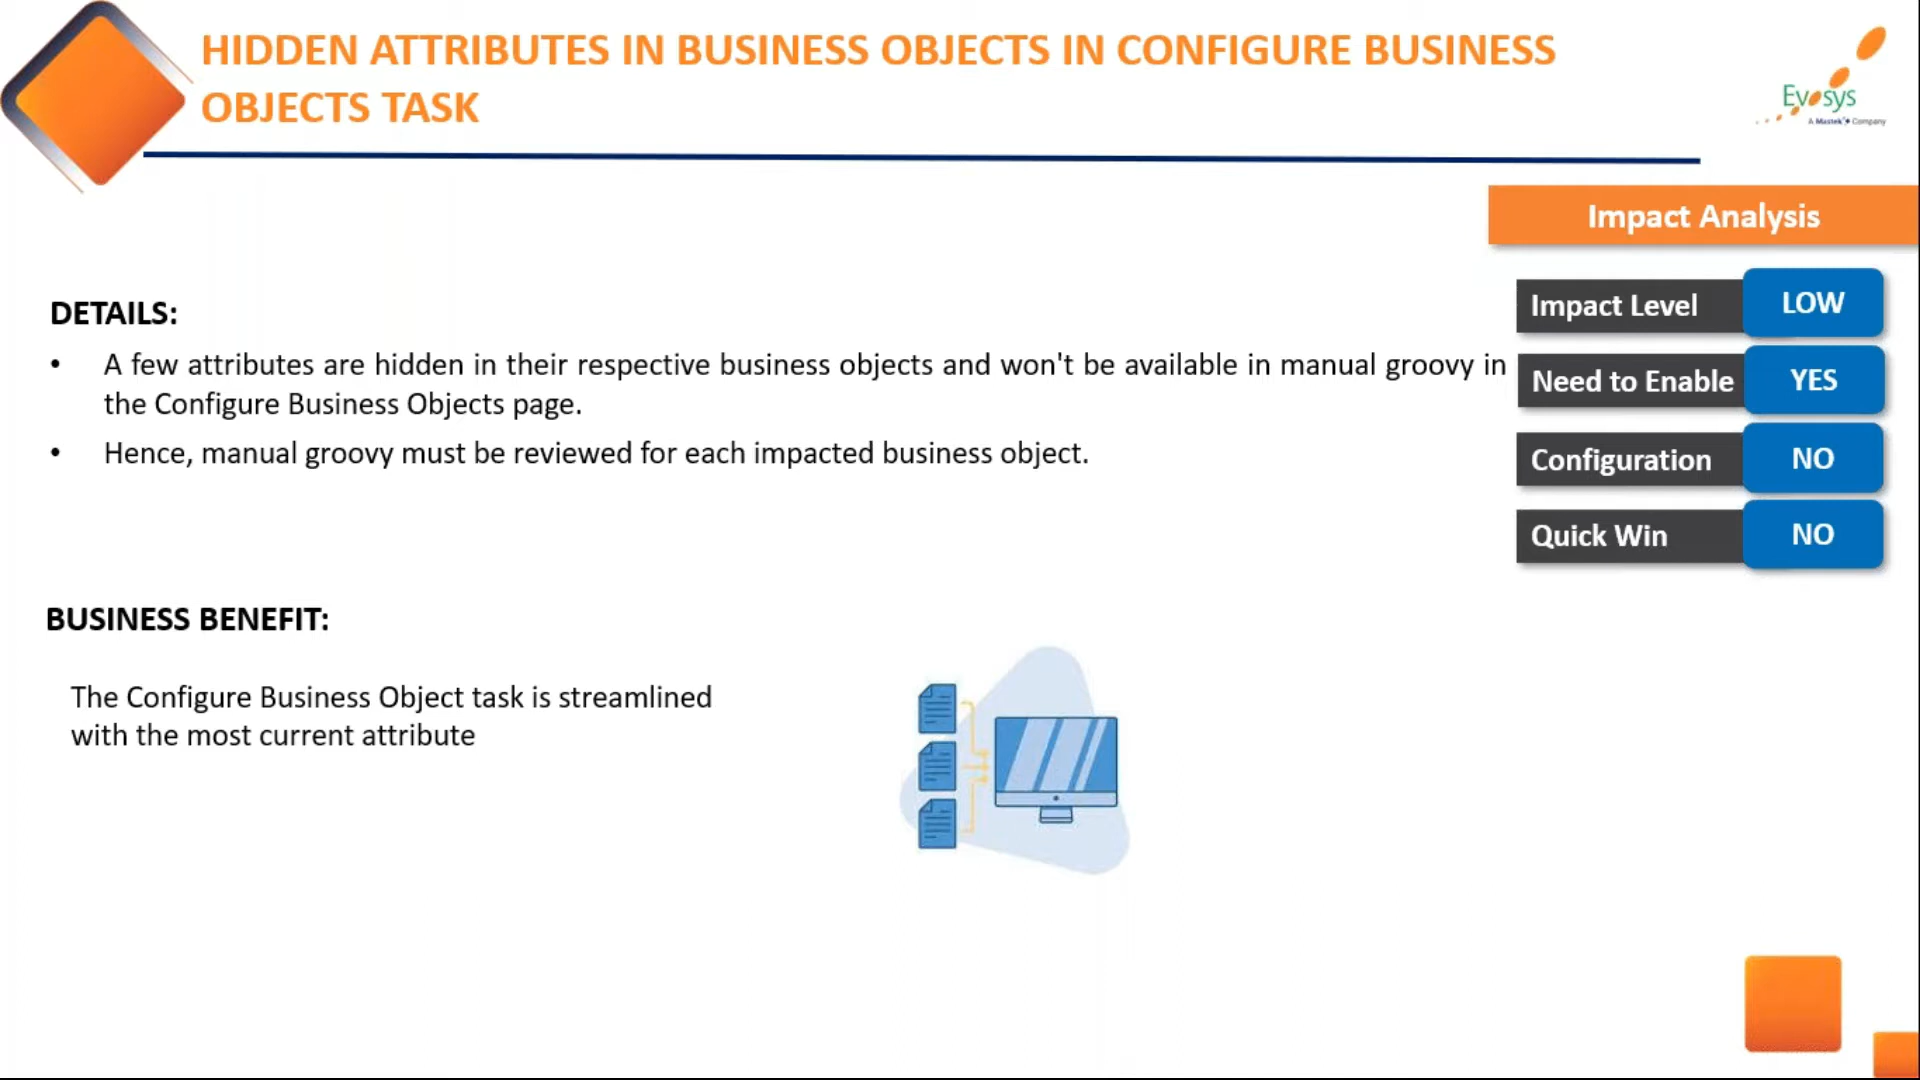 HIDDEN ATTRIBUTES IN BUSINESS OBJECTS IN CONFIGURE BUSINESS
OBJECTS TASK
Evosys
A Mastek Company
Impact Analysis
Impact Level LOW
Need to Enable YES
Configuration NO
Quick Win NO
DETAILS:
• A few attributes are hidden in their respective business objects and won't be available in manual groovy in
the Configure Business Objects page.
• Hence, manual groovy must be reviewed for each impacted business object.
BUSINESS BENEFIT:
The Configure Business Object task is streamlined
with the most current attribute